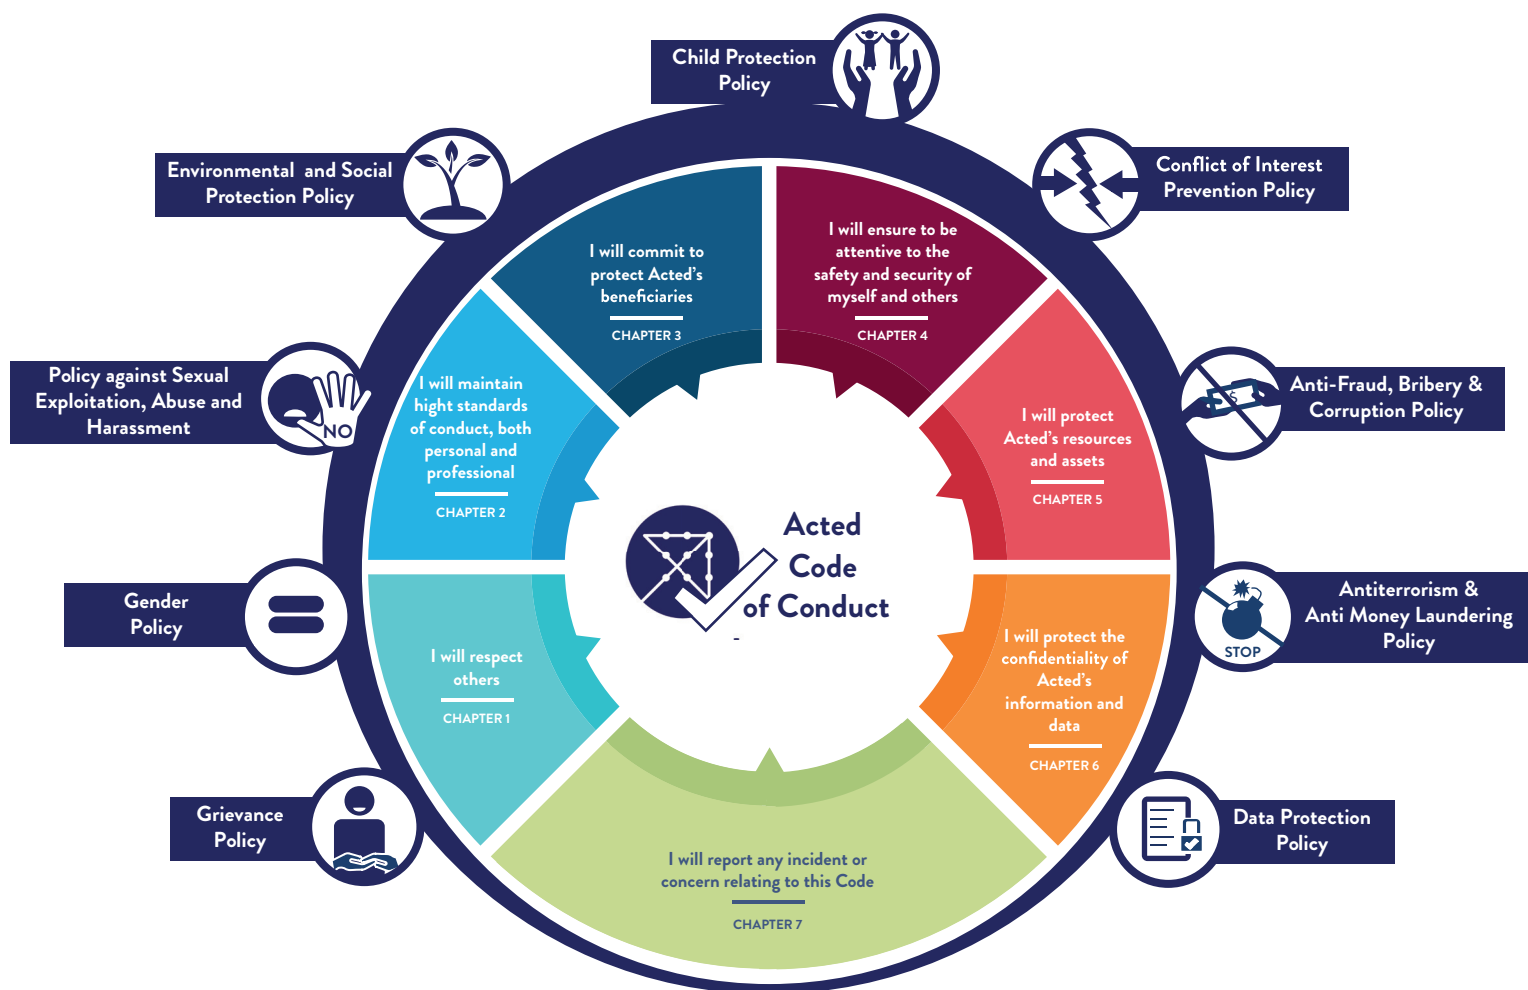 Child Protection
Policy
Environmental and Social
Protection Policy
Conflict of Interest
Prevention Policy
I will commit to
protect Acted's
beneficiaries
CHAPTER 3
I will ensure to be
attentive to the
safety and security of
myself and others
CHAPTER 4
Policy against Sexual
Exploitation, Abuse and
Harassment
NO
I will maintain
hight standards
of conduct, both
personal and
professional
CHAPTER 2
I will protect
Acted's resources
and assets
CHAPTER 5
$
Anti-Fraud, Bribery &
Corruption Policy
Acted
Code
of Conduct
-
Gender
Policy
I will respect
others
CHAPTER 1
I will protect the
confidentiality of
Acted's
information and
data
CHAPTER 6
STOP
Antiterrorism &
Anti Money Laundering
Policy
Grievance
Policy
I will report any incident or
concern relating to this Code
CHAPTER 7
Data Protection
Policy